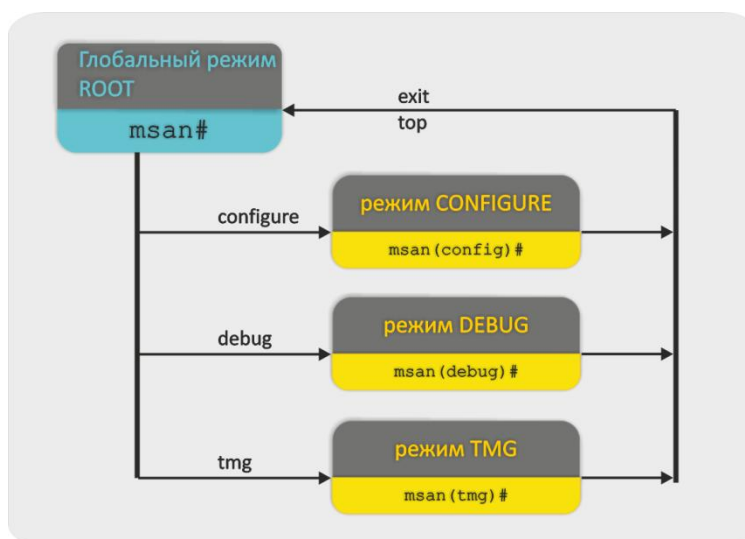 Глобальный режим
ROOT
msan#
exit
top
configure
режим CONFIGURE
msan(config)#
debug
режим DEBUG
msan(debug)#
tmg
режим TMG
msan(tmg)#